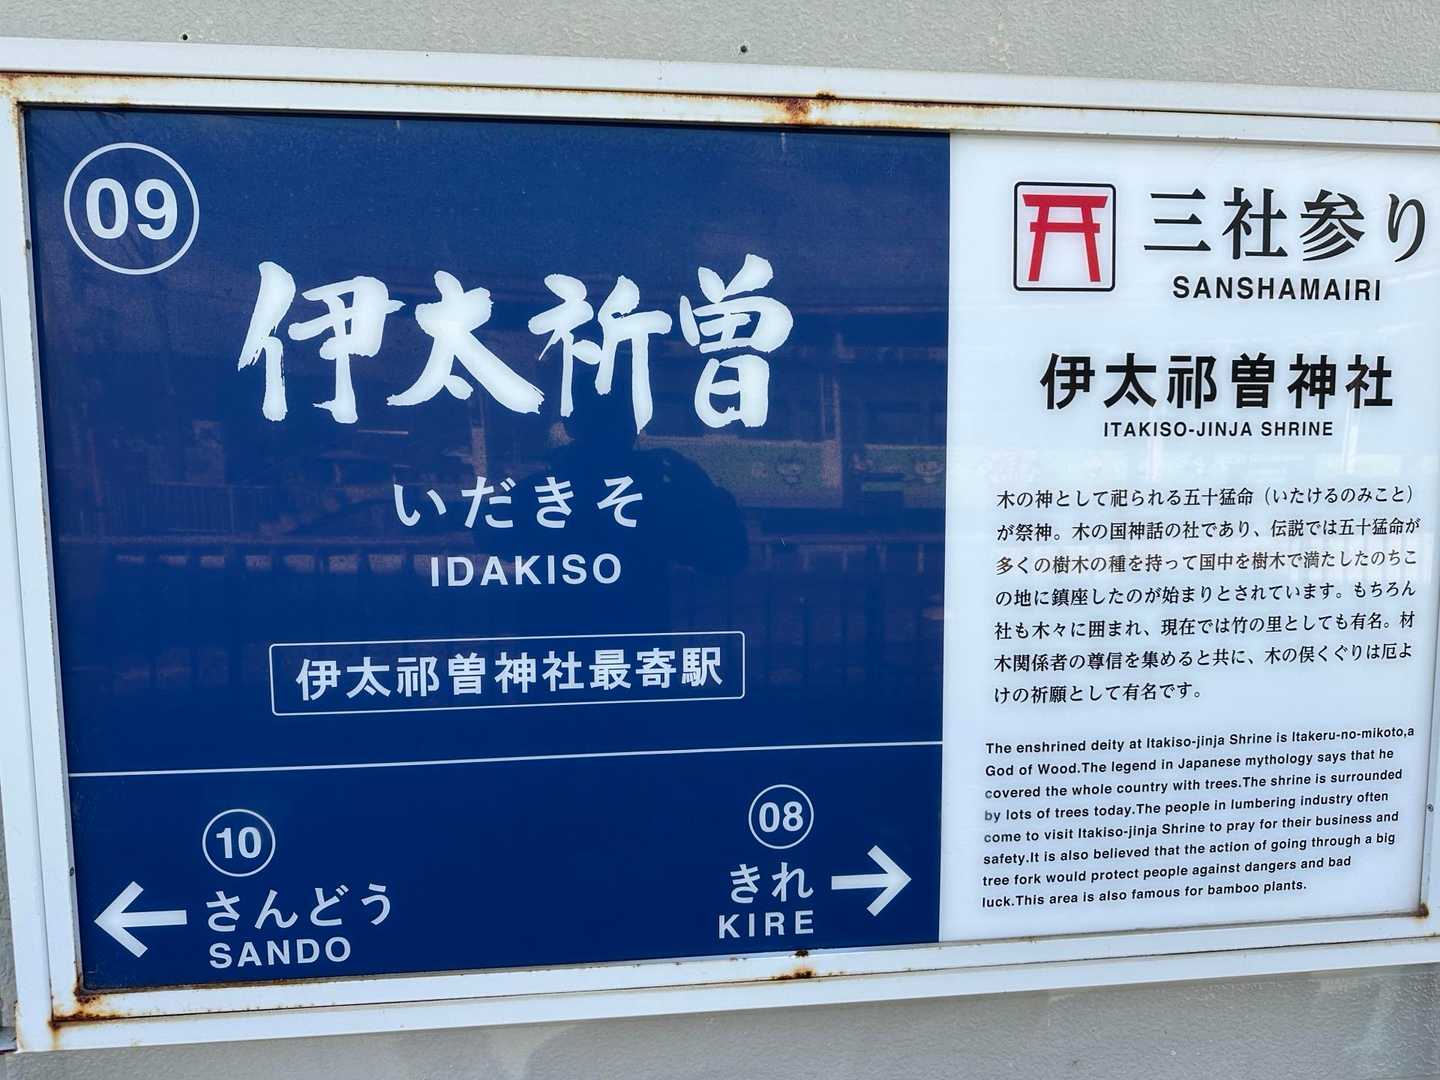 09
伊太祈曽
いだきそ
IDAKISO
伊太祁曽神社最寄駅
10
さんどう
SANDO
08
きれ
KIRE
三社参り
SANSHAMAIRI
伊太祁曽神社
ITAKISO-JINJA SHRINE
木の神として祀られる五十猛命（いたけるのみこと）
が祭神。木の国神話の社であり、伝説では五十猛命が
多くの樹木の種を持って国中を樹木で満たしたのちこ
の地に鎮座したのが始まりとされています。もちろん
社も木々に囲まれ、現在では竹の里としても有名。材
木関係者の尊信を集めると共に、木の俣くぐりは厄よ
けの祈願として有名です。
The enshrined deity at Itakiso-jinja Shrine is Itakeru-no-mikoto,a
God of Wood.The legend in Japanese mythology says that he
covered the whole country with trees.The shrine is surrounded
by lots of trees today.The people in lumbering industry often
come to visit Itakiso-jinja Shrine to pray for their business and
safety.It is also believed that the action of going through a big
tree fork would protect people against dangers and bad
luck.This area is also famous for bamboo plants.